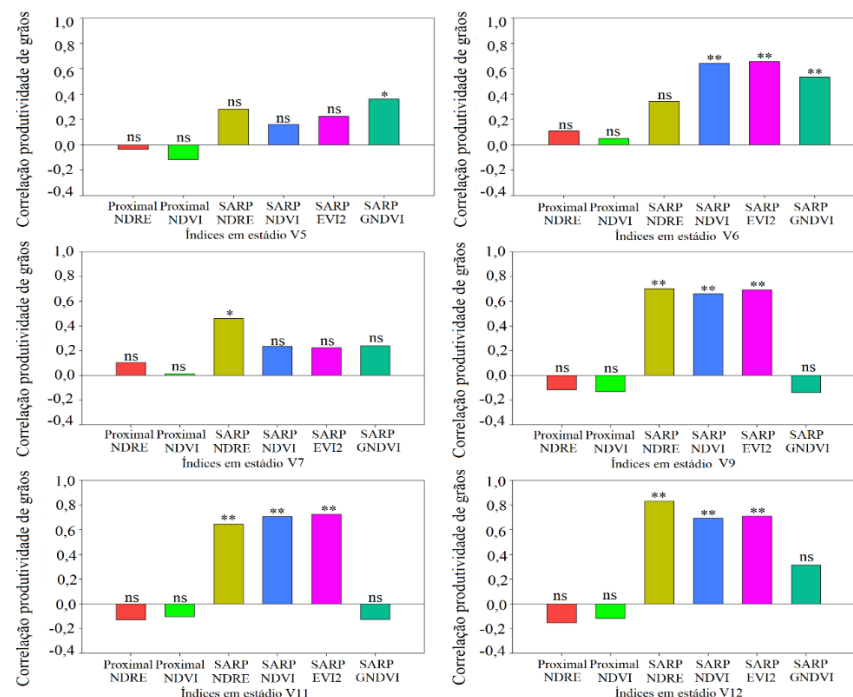 Correlação produtividade de grãos
1,0
0,8
0,6
0,4
0,2
0,0
-0,2
-0,4
ns
ns
ns
ns
ns
*
Proximal NDRE
Proximal NDVI
SARP NDRE
SARP NDVI
SARP EVI2
SARP GNDVI
Índices em estádio V5
Correlação produtividade de grãos
1,0
0,8
0,6
0,4
0,2
0,0
-0,2
-0,4
ns
ns
ns
**
**
**
Proximal NDRE
Proximal NDVI
SARP NDRE
SARP NDVI
SARP EVI2
SARP GNDVI
Índices em estádio V6
Correlação produtividade de grãos
1,0
0,8
0,6
0,4
0,2
0,0
-0,2
-0,4
ns
ns
*
ns
ns
ns
Proximal NDRE
Proximal NDVI
SARP NDRE
SARP NDVI
SARP EVI2
SARP GNDVI
Índices em estádio V7
Correlação produtividade de grãos
1,0
0,8
0,6
0,4
0,2
0,0
-0,2
-0,4
ns
ns
**
**
**
ns
Proximal NDRE
Proximal NDVI
SARP NDRE
SARP NDVI
SARP EVI2
SARP GNDVI
Índices em estádio V9
Correlação produtividade de grãos
1,0
0,8
0,6
0,4
0,2
0,0
-0,2
-0,4
ns
ns
**
**
**
ns
Proximal NDRE
Proximal NDVI
SARP NDRE
SARP NDVI
SARP EVI2
SARP GNDVI
Índices em estádio V11
Correlação produtividade de grãos
1,0
0,8
0,6
0,4
0,2
0,0
-0,2
-0,4
ns
ns
**
**
**
ns
Proximal NDRE
Proximal NDVI
SARP NDRE
SARP NDVI
SARP EVI2
SARP GNDVI
Índices em estádio V12